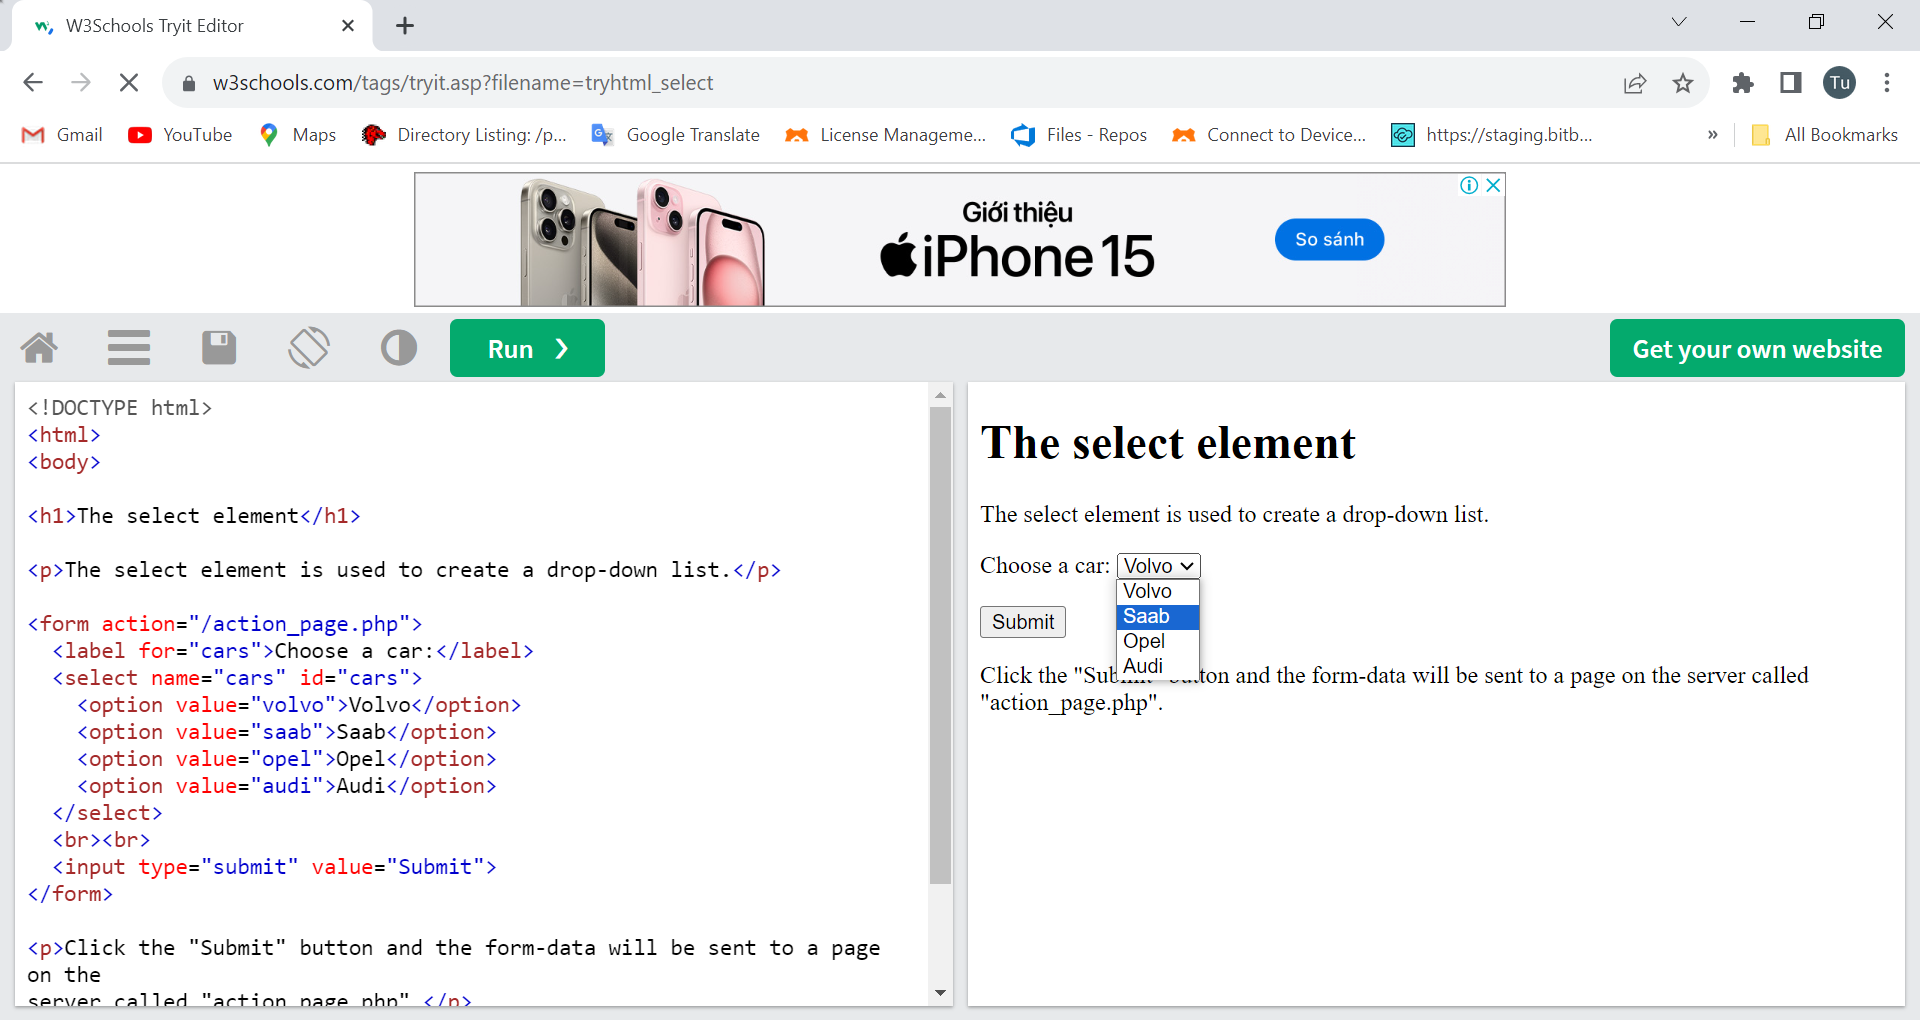 W3Schools Tryit Editor
w3schools.com/tags/tryit.asp?filename=tryhtml_select
Tu
Gmail
YouTube
Maps
Directory Listing: /p...
Google Translate
License Manageme...
Files - Repos
Connect to Device...
https://staging.bitb...
»
All Bookmarks
Giới thiệu
iPhone 15
So sánh
Run ❯
Get your own website
<!DOCTYPE html>
<html>
<body>
<h1>The select element</h1>
<p>The select element is used to create a drop-down list.</p>
<form action="/action_page.php">
<label for="cars">Choose a car:</label>
<select name="cars" id="cars">
<option value="volvo">Volvo</option>
<option value="saab">Saab</option>
<option value="opel">Opel</option>
<option value="audi">Audi</option>
</select>
<br><br>
<input type="submit" value="Submit">
</form>
<p>Click the "Submit" button and the form-data will be sent to a page
on the
server called "action_page.php".</p>
The select element
The select element is used to create a drop-down list.
Choose a car: Volvo
Volvo
Saab
Opel
Audi
Submit
Click the "Submit" button and the form-data will be sent to a page on the server called
"action_page.php".